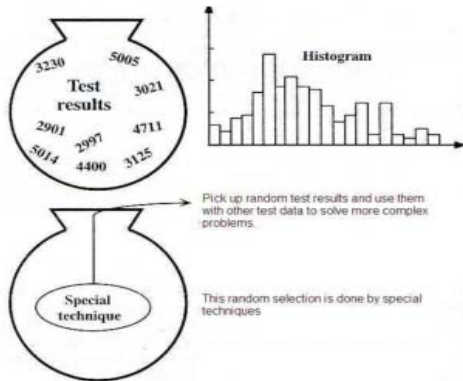 3230
5005
Test
results
3021
2901
2997
4711
5014
4400
3125
Histogram
Pick up random test results and use them
with other test data to solve more complex
problems.
Special
technique
This random selection is done by special
techniques